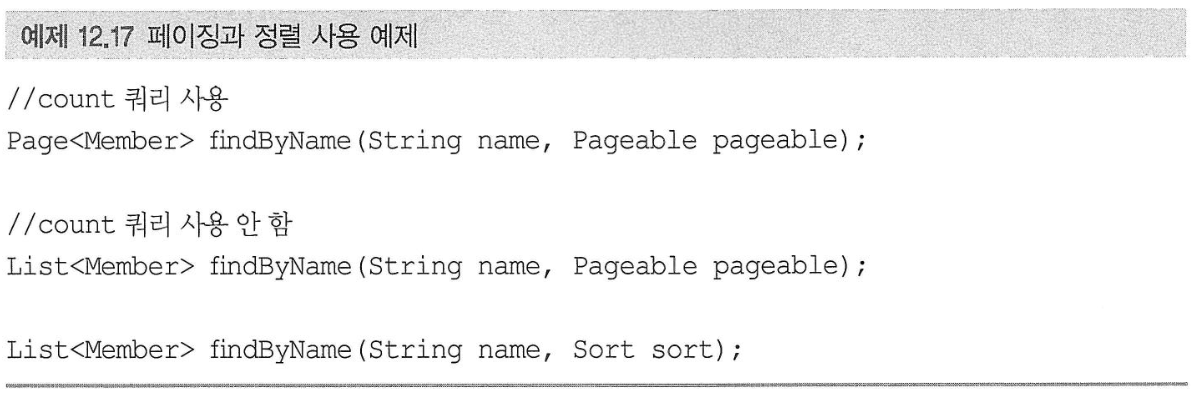 예제 12.17 페이징과 정렬 사용 예제
//count 쿼리 사용
Page<Member> findByName(String name, Pageable pageable);
//count 쿼리 사용 안 함
List<Member> findByName(String name, Pageable pageable);
List<Member> findByName(String name, Sort sort);